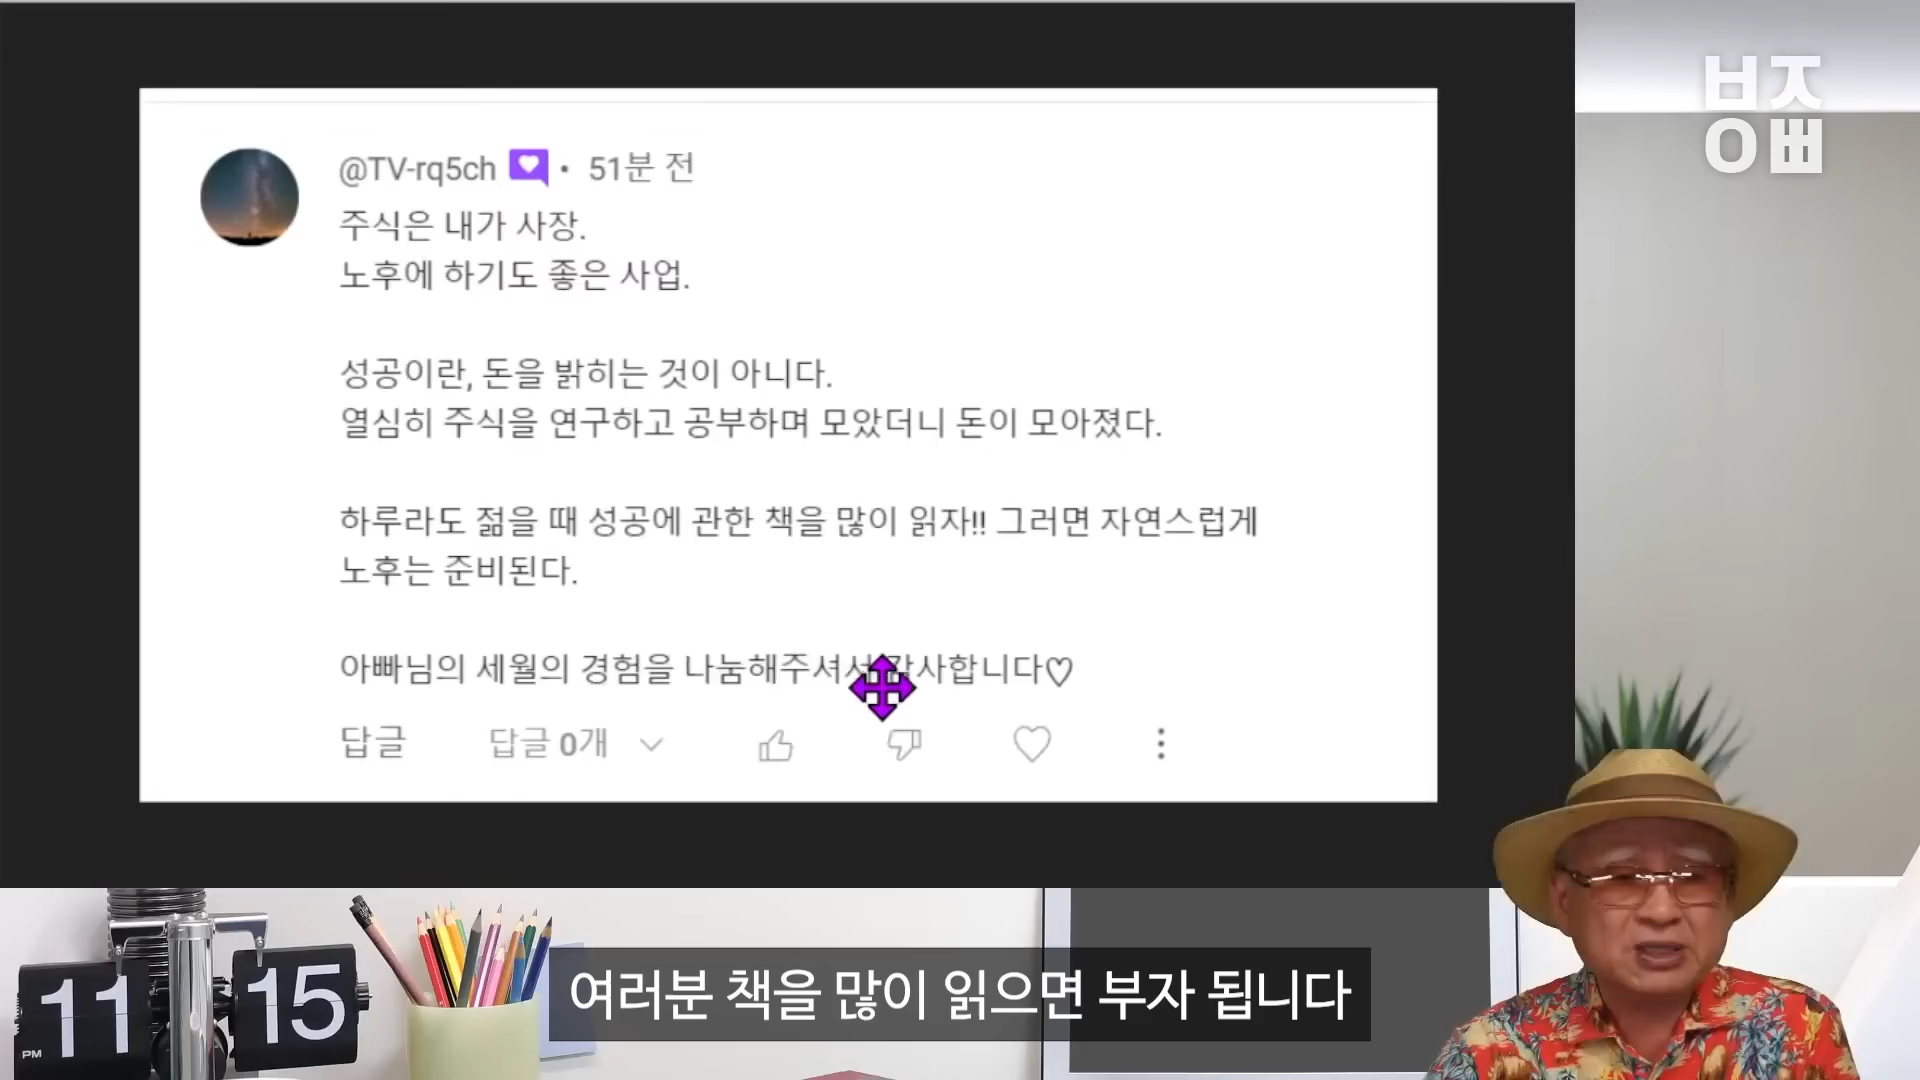 @TV-rq5ch • 51분 전
주식은 내가 사장.
노후에 하기도 좋은 사업.
성공이란, 돈을 밝히는 것이 아니다.
열심히 주식을 연구하고 공부하며 모았더니 돈이 모아졌다.
하루라도 젊을 때 성공에 관한 책을 많이 읽자!! 그러면 자연스럽게
노후는 준비된다.
아빠님의 세월의 경험을 나눔해주셔서 감사합니다♡
답글 답글 0개
PM 11 15
여러분 책을 많이 읽으면 부자 됩니다